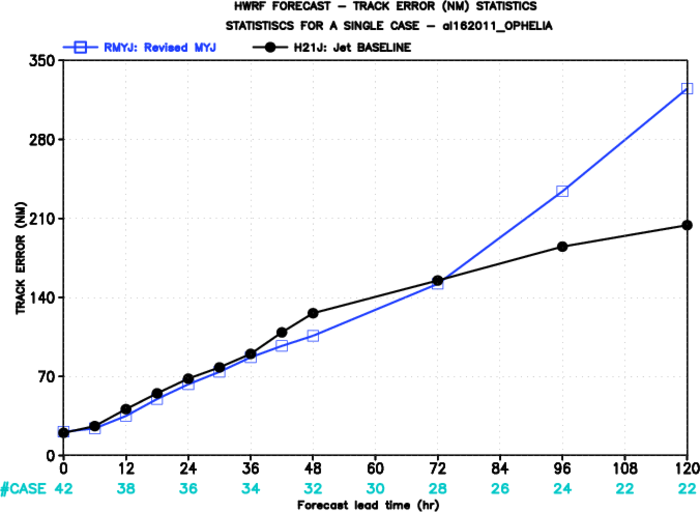 HWRF FORECAST – TRACK ERROR (NM) STATISTICS
STATISTISCS FOR A SINGLE CASE – al162011_OPHELIA
RMYJ: Revised MYJ H21J: Jet BASELINE
350
280
210
140
70
0
TRACK ERROR (NM)
0 12 24 36 48 60 72 84 96 108 120
#CASE 42 38 36 34 32 30 28 26 24 22 22
Forecast lead time (hr)